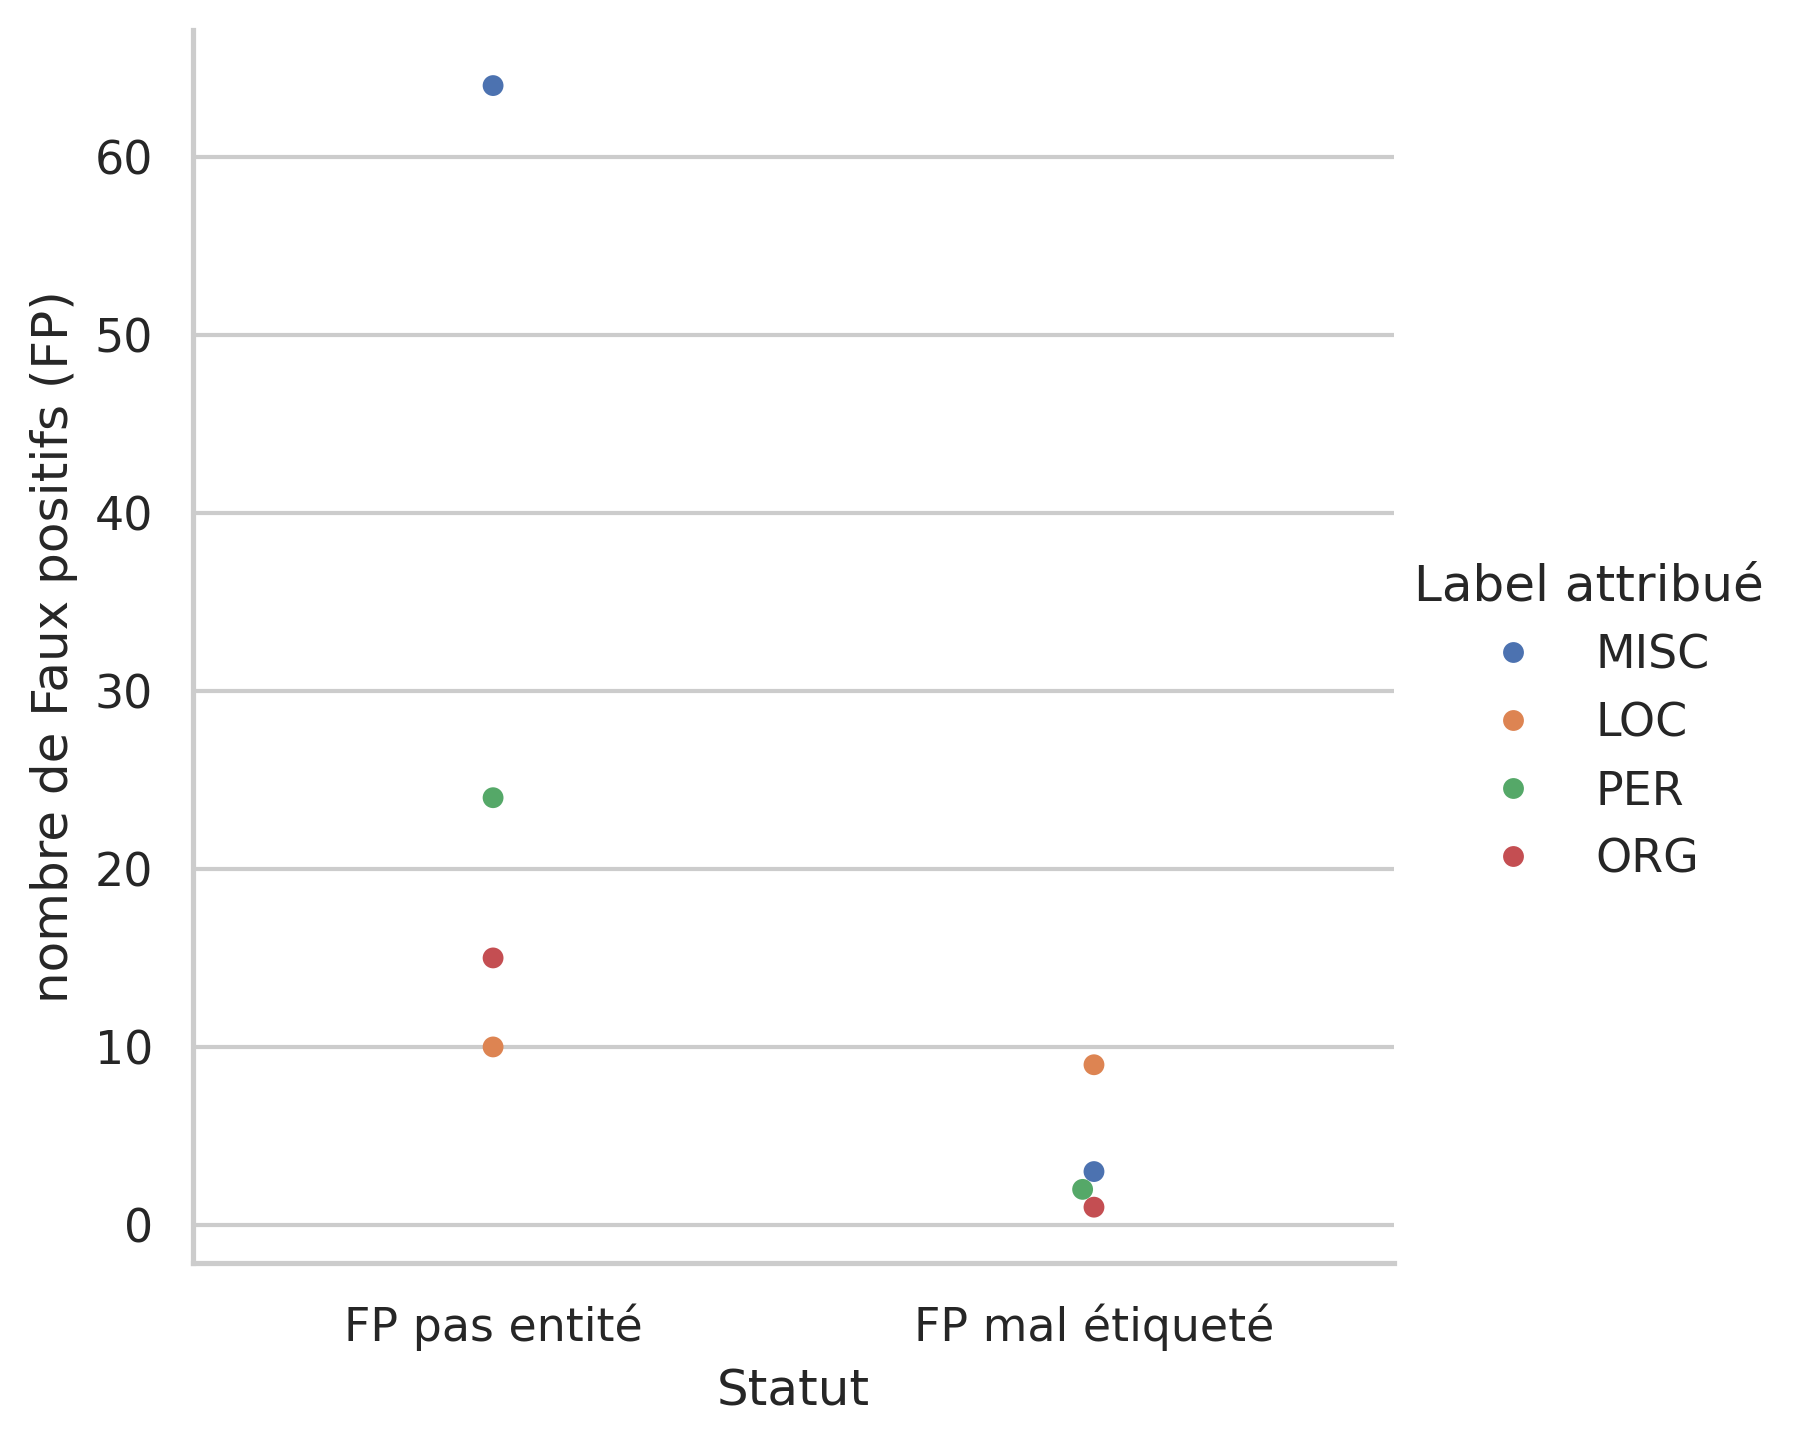 nombre de Faux positifs (FP)
60
50
40
30
20
10
0
FP pas entité
FP mal étiqueté
Statut
Label attribué
MISC
LOC
PER
ORG